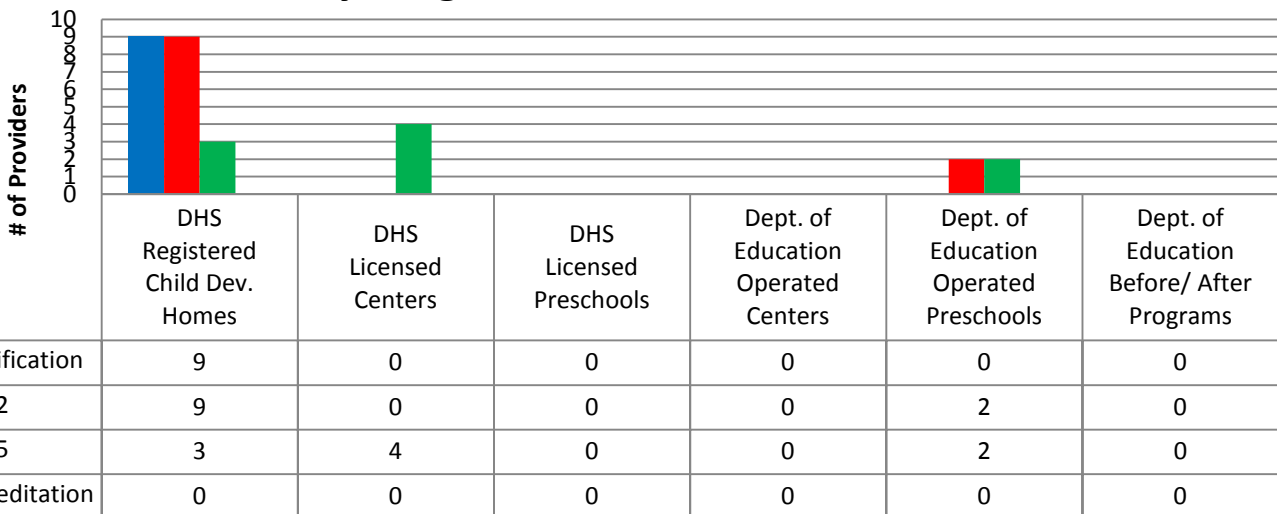 10
9
8
7
6
5
4
3
2
1
0
# of Providers
DHS Registered Child Dev. Homes
DHS Licensed Centers
DHS Licensed Preschools
Dept. of Education Operated Centers
Dept. of Education Operated Preschools
Dept. of Education Before/ After Programs
ification 9 0 0 0 0 0
2 9 0 0 0 2 0
5 3 4 0 0 2 0
editation 0 0 0 0 0 0